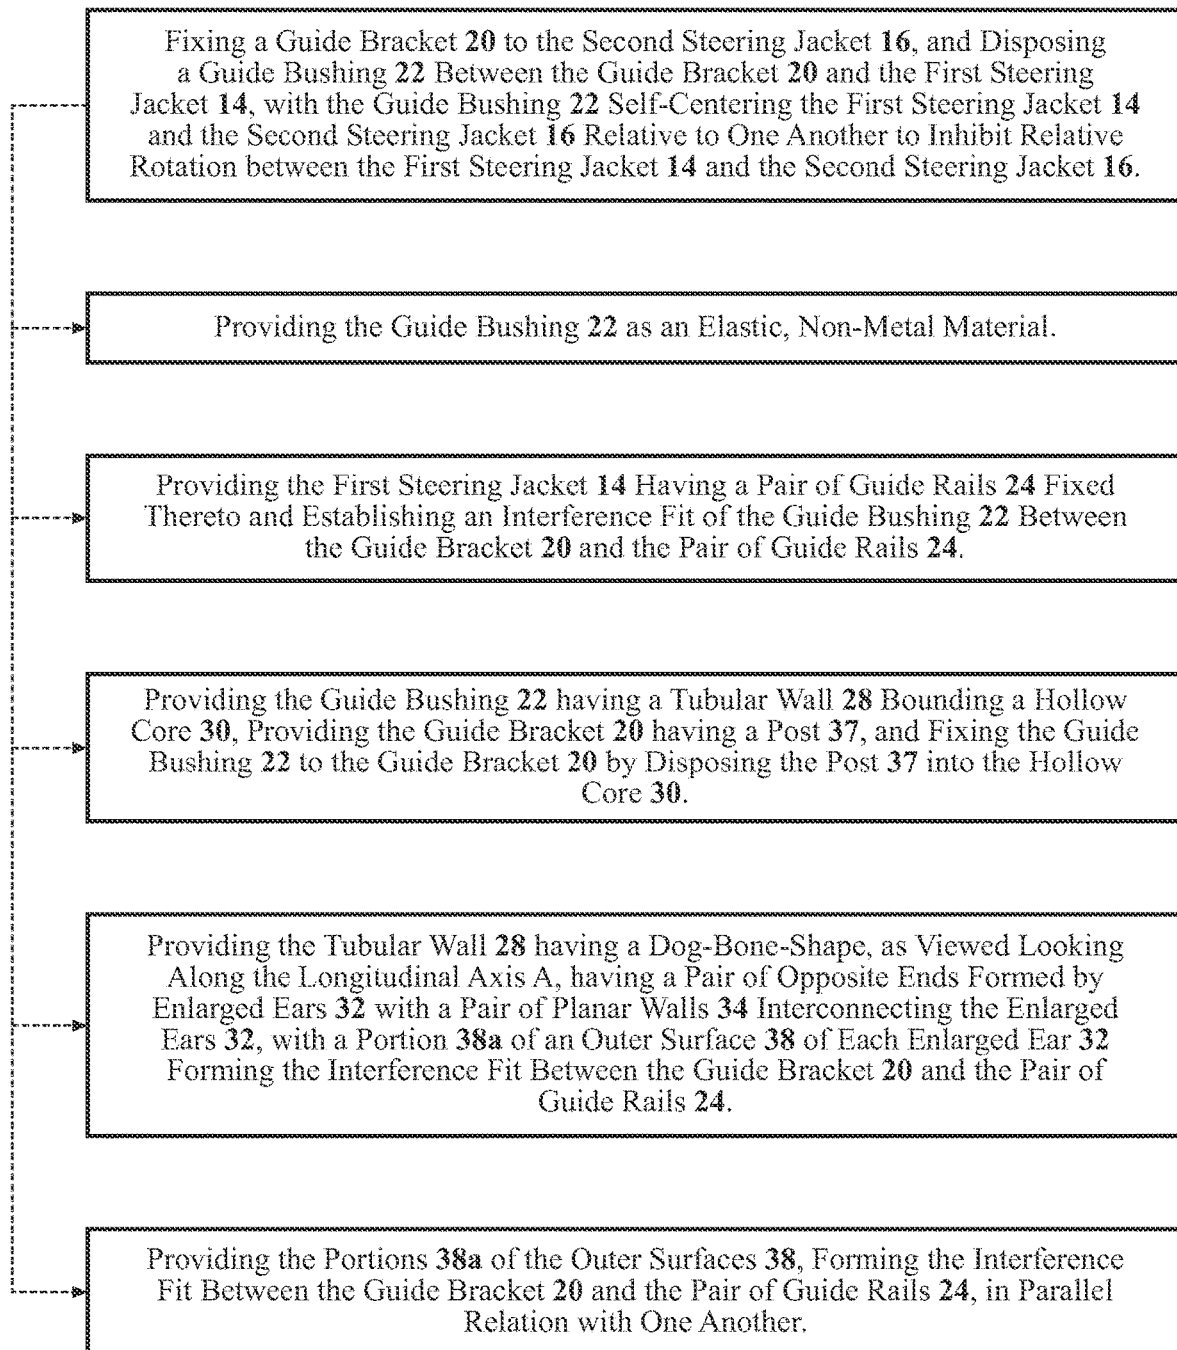 Fixing a Guide Bracket 20 to the Second Steering Jacket 16, and Disposing
a Guide Bushing 22 Between the Guide Bracket 20 and the First Steering
Jacket 14, with the Guide Bushing 22 Self-Centering the First Steering Jacket 14
and the Second Steering Jacket 16 Relative to One Another to Inhibit Relative
Rotation between the First Steering Jacket 14 and the Second Steering Jacket 16.
Providing the Guide Bushing 22 as an Elastic, Non-Metal Material.
Providing the First Steering Jacket 14 Having a Pair of Guide Rails 24 Fixed
Thereto and Establishing an Interference Fit of the Guide Bushing 22 Between
the Guide Bracket 20 and the Pair of Guide Rails 24.
Providing the Guide Bushing 22 having a Tubular Wall 28 Bounding a Hollow
Core 30, Providing the Guide Bracket 20 having a Post 37, and Fixing the Guide
Bushing 22 to the Guide Bracket 20 by Disposing the Post 37 into the Hollow
Core 30.
Providing the Tubular Wall 28 having a Dog-Bone-Shape, as Viewed Looking
Along the Longitudinal Axis A, having a Pair of Opposite Ends Formed by
Enlarged Ears 32 with a Pair of Planar Walls 34 Interconnecting the Enlarged
Ears 32, with a Portion 38a of an Outer Surface 38 of Each Enlarged Ear 32
Forming the Interference Fit Between the Guide Bracket 20 and the Pair of
Guide Rails 24.
Providing the Portions 38a of the Outer Surfaces 38, Forming the Interference
Fit Between the Guide Bracket 20 and the Pair of Guide Rails 24, in Parallel
Relation with One Another.